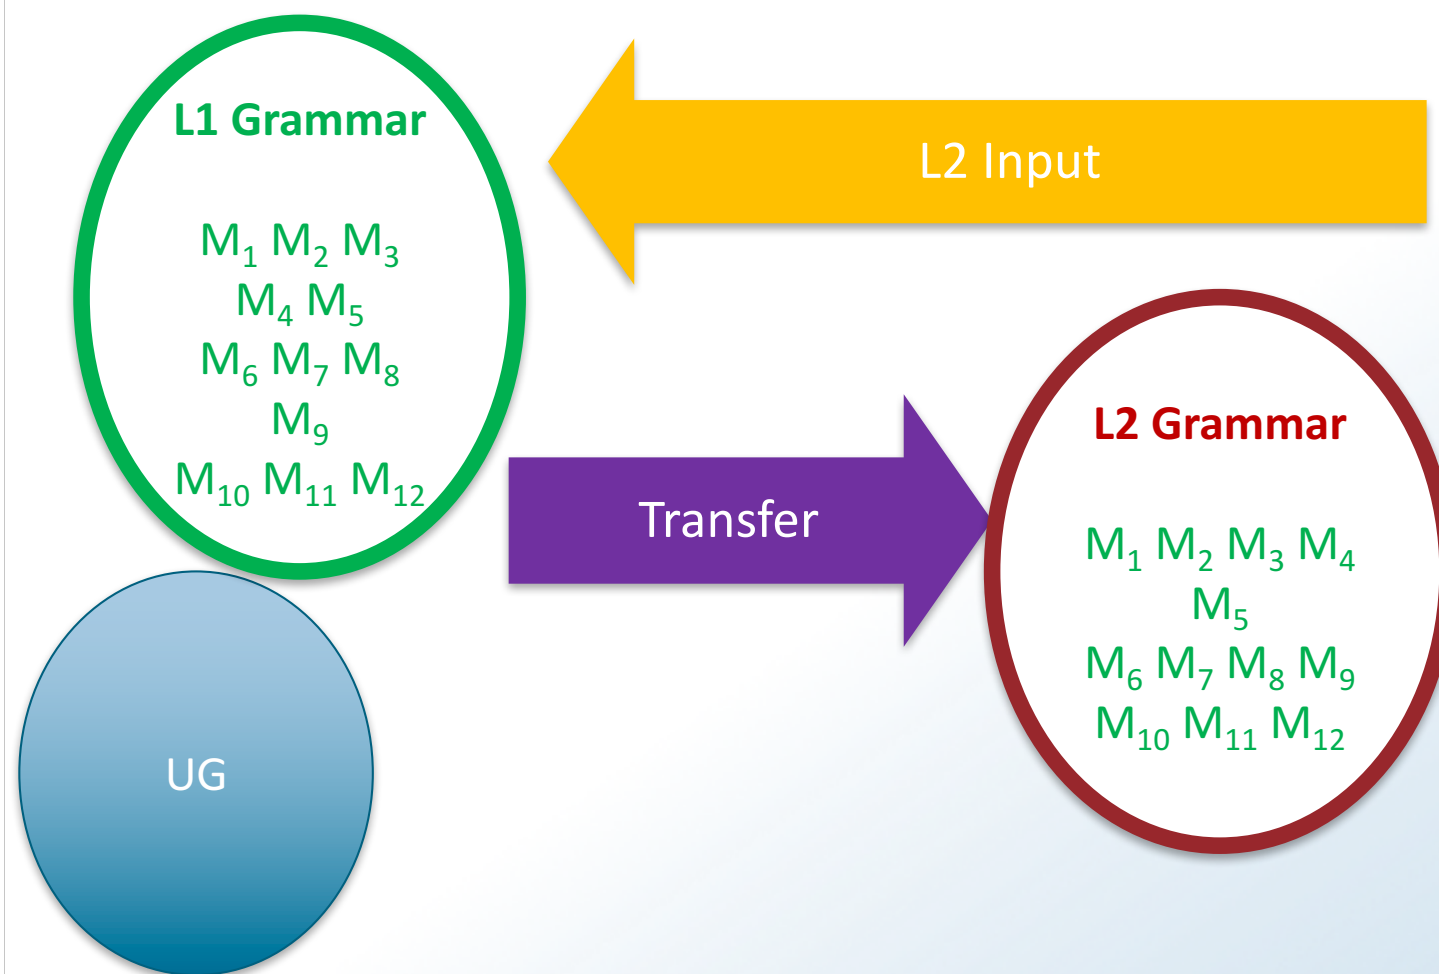 L1 Grammar
M₁ M₂ M₃
M₄ M₅
M₆ M₇ M₈
M₉
M₁₀ M₁₁ M₁₂
L2 Input
Transfer
L2 Grammar
M₁ M₂ M₃ M₄
M₅
M₆ M₇ M₈ M₉
M₁₀ M₁₁ M₁₂
UG